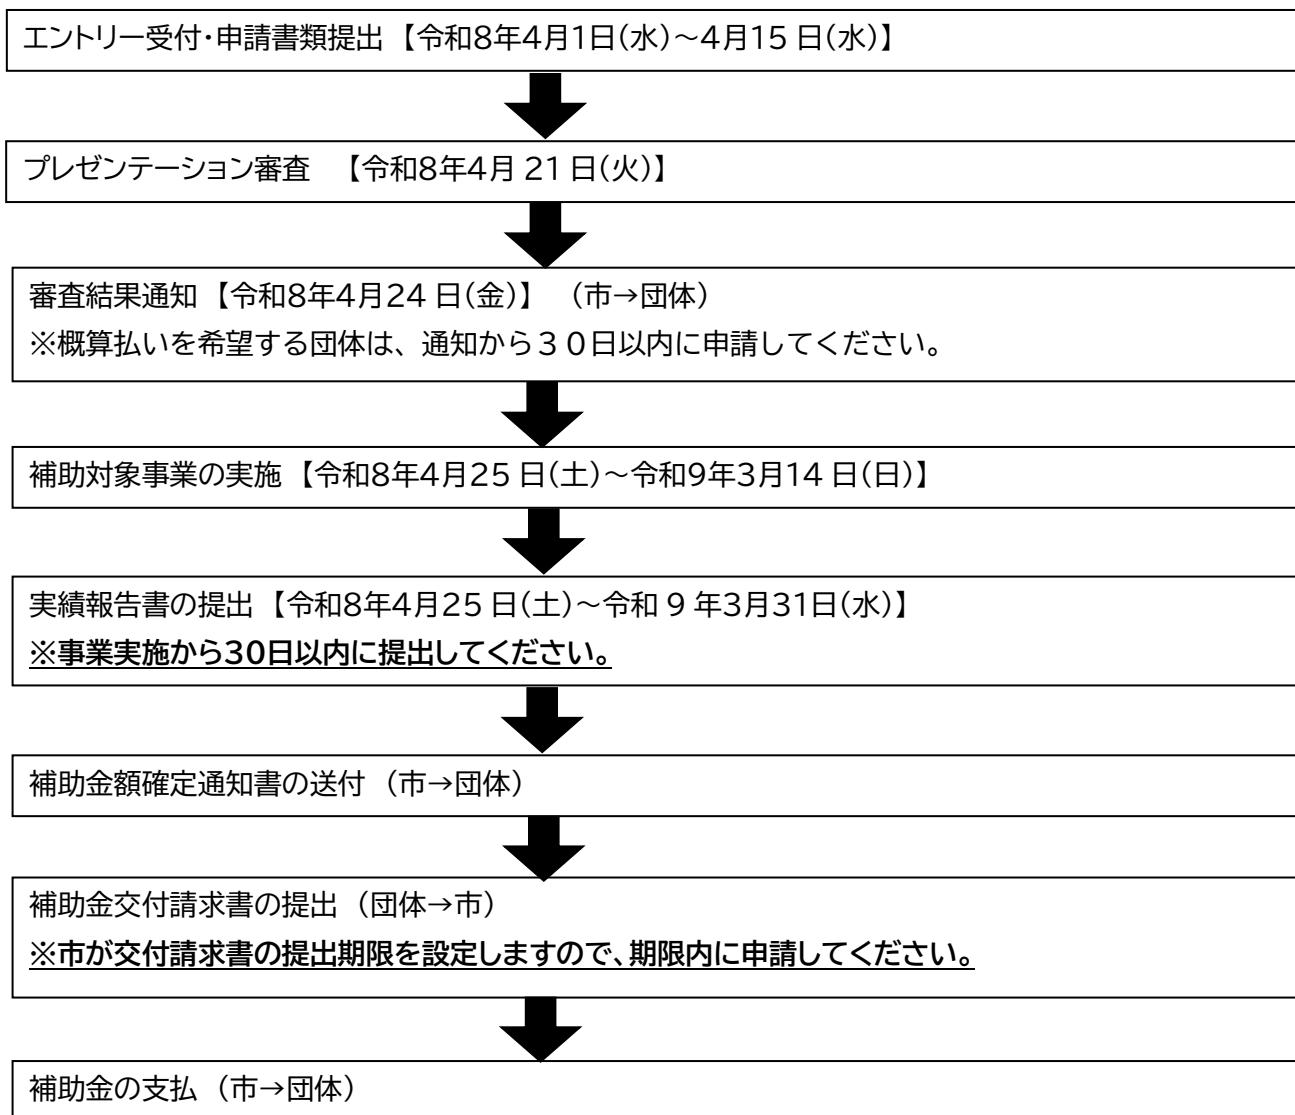 エントリー受付・申請書類提出 【令和8年4月1日(水)～4月15日(水)】
プレゼンテーション審査 【令和8年4月21日(火)】
審査結果通知 【令和8年4月24日(金)】 （市→団体）
※概算払いを希望する団体は、通知から３０日以内に申請してください。
補助対象事業の実施 【令和8年4月25日(土)～令和9年3月14日(日)】
実績報告書の提出 【令和8年4月25日(土)～令和９年3月31日(水)】
※事業実施から30日以内に提出してください。
補助金額確定通知書の送付 （市→団体）
補助金交付請求書の提出 （団体→市）
※市が交付請求書の提出期限を設定しますので、期限内に申請してください。
補助金の支払 （市→団体）